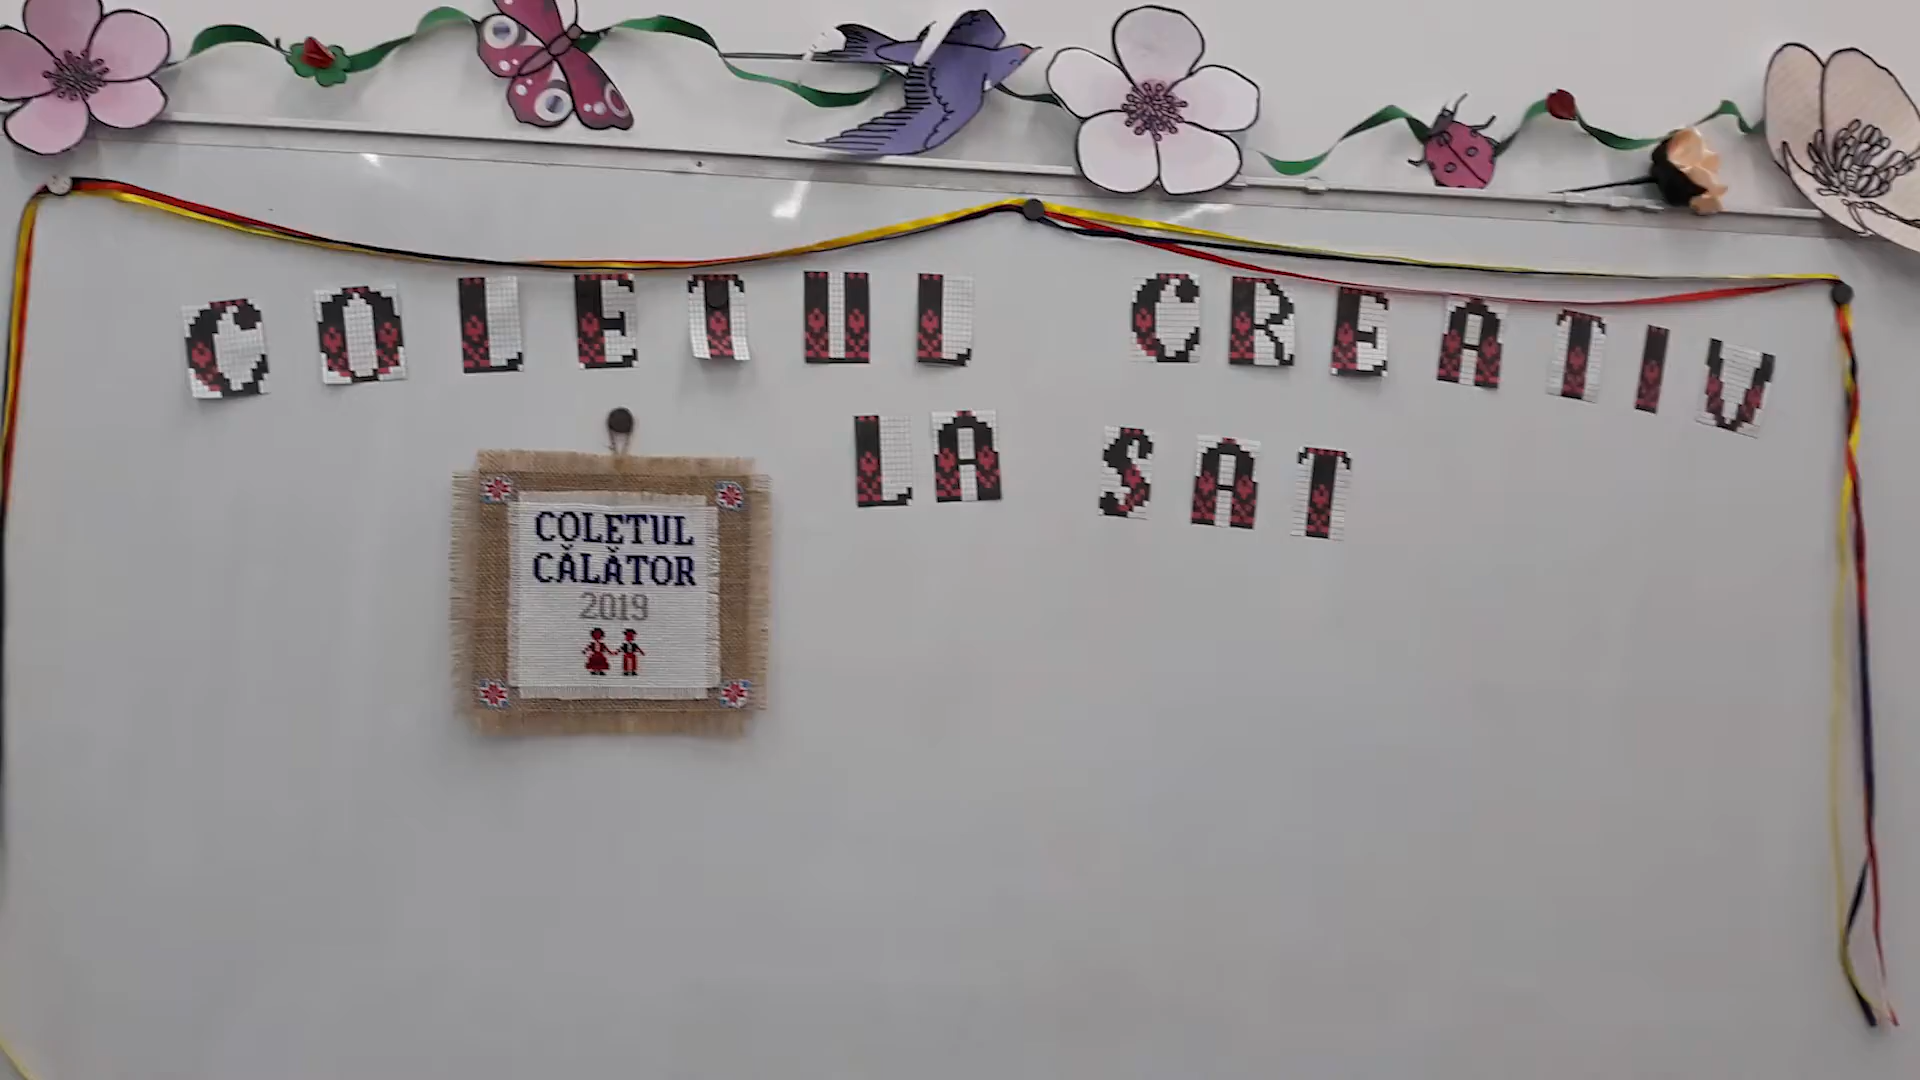 COLETUL CREATIV
LA SAT
COLETUL
CĂLĂTOR
2019